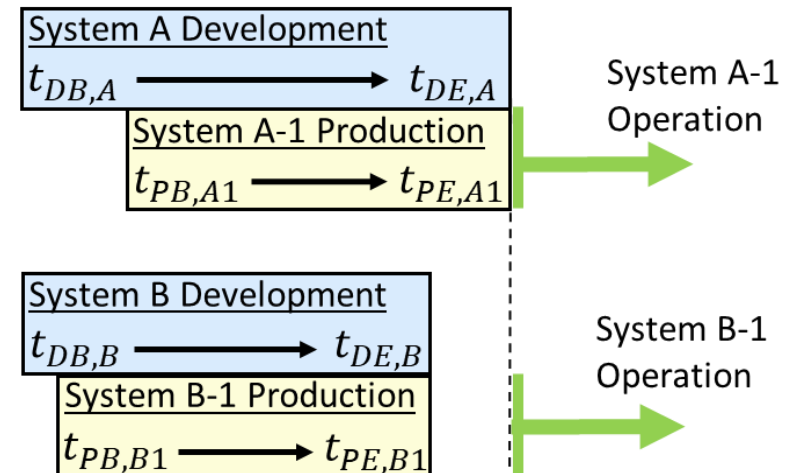 System A Development
t_{DB,A} → t_{DE,A}
System A-1
Operation
System A-1 Production
t_{PB,A1} → t_{PE,A1}
System B Development
t_{DB,B} → t_{DE,B}
System B-1
Operation
System B-1 Production
t_{PB,B1} → t_{PE,B1}